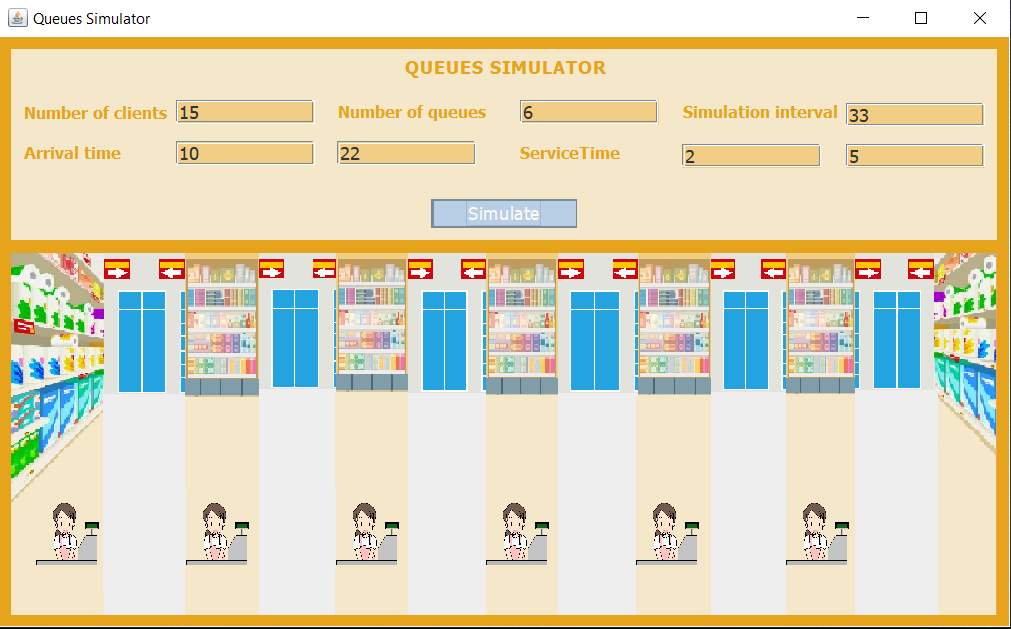 Queues Simulator
QUEUES SIMULATOR
Number of clients 15 Number of queues 6 Simulation interval 33
Arrival time 10 22 ServiceTime 2 5
Simulate